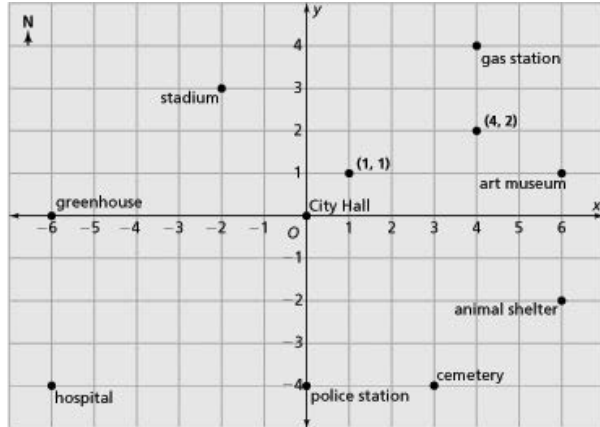 N
y
4
gas station
stadium
3
2
(4, 2)
1
(1, 1)
art museum
greenhouse
City Hall
x
−6 −5 −4 −2 −1 O 1 2 3 4 5 6
−1
−2
animal shelter
−3
−4
hospital
police station
cemetery